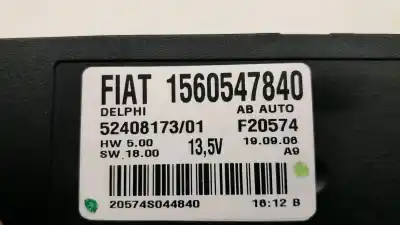 FIAT 1560547840
DELPHI AB AUTO
52408173/01 F20574
HW 5.00 13,5V 19.09.06
SW 18.00 A9
20574S044840 16:12 B